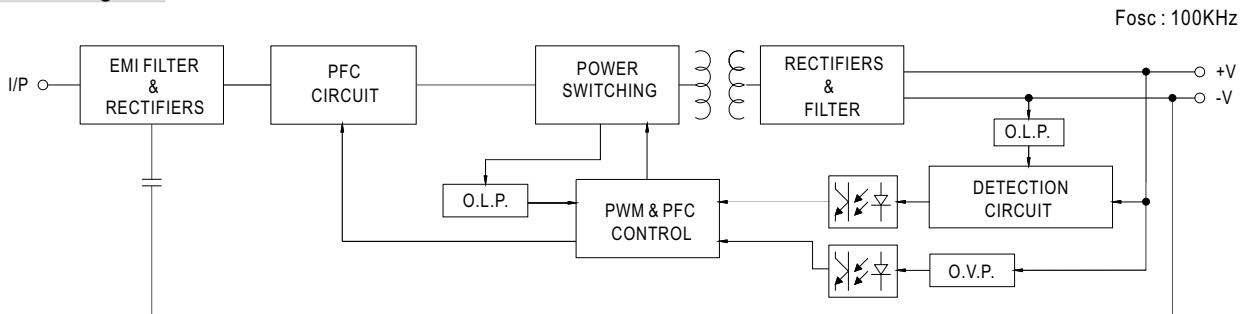 Fosc : 100KHz
I/P
EMI FILTER
&
RECTIFIERS
PFC
CIRCUIT
POWER
SWITCHING
RECTIFIERS
&
FILTER
+V
-V
O.L.P.
O.L.P.
PWM & PFC
CONTROL
DETECTION
CIRCUIT
O.V.P.